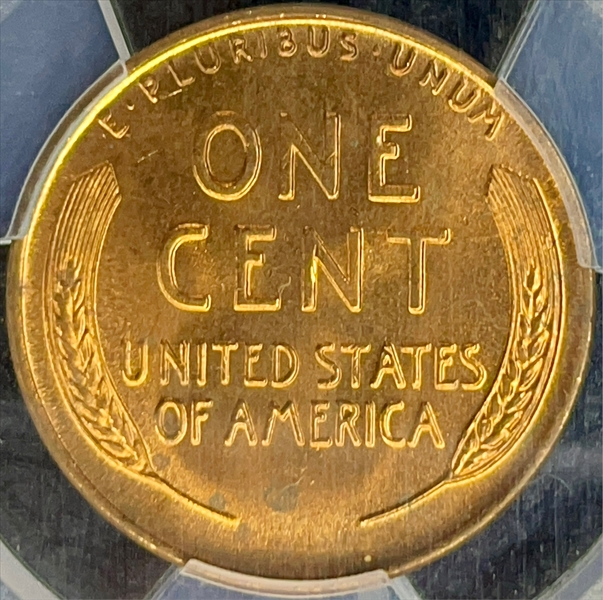 E·PLURIBUS·UNUM
ONE
CENT
UNITED STATES
OF AMERICA